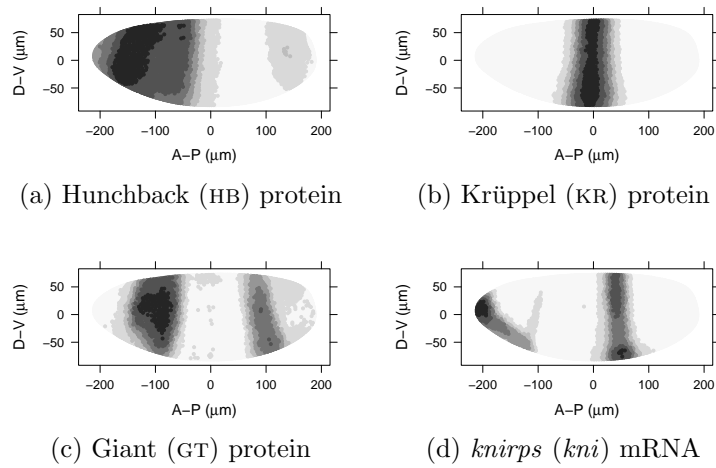 50
0
−50
D−V (μm)
−200 −100 0 100 200
A−P (μm)
(a) Hunchback (HB) protein
50
0
−50
D−V (μm)
−200 −100 0 100 200
A−P (μm)
(b) Krüppel (KR) protein
50
0
−50
D−V (μm)
−200 −100 0 100 200
A−P (μm)
(c) Giant (GT) protein
50
0
−50
D−V (μm)
−200 −100 0 100 200
A−P (μm)
(d) knirps (kni) mRNA